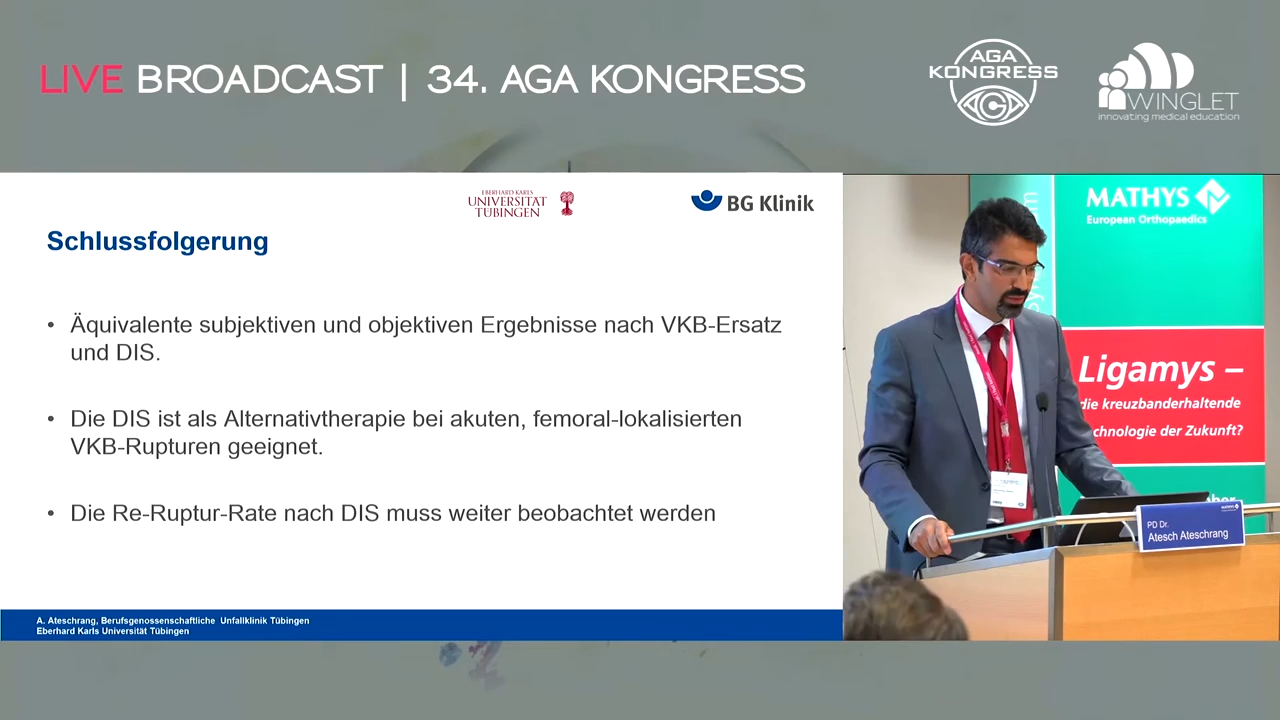 LIVE BROADCAST | 34. AGA KONGRESS
AGA
KONGRESS
AGA
WINGLET
innovating medical education
EBERHARD KARLS
UNIVERSITÄT
TÜBINGEN
BG Klinik
Schlussfolgerung
• Äquivalente subjektiven und objektiven Ergebnisse nach VKB-Ersatz
und DIS.
• Die DIS ist als Alternativtherapie bei akuten, femoral-lokalisierten
VKB-Rupturen geeignet.
• Die Re-Ruptur-Rate nach DIS muss weiter beobachtet werden
A. Ateschrang, Berufsgenossenschaftliche Unfallklinik Tübingen
Eberhard Karls Universität Tübingen
MATHYS
European Orthopaedics
Ligamys –
die kreuzbanderhaltende
chnologie der Zukunft?
MATHYS
PD Dr.
Atesch Ateschrang